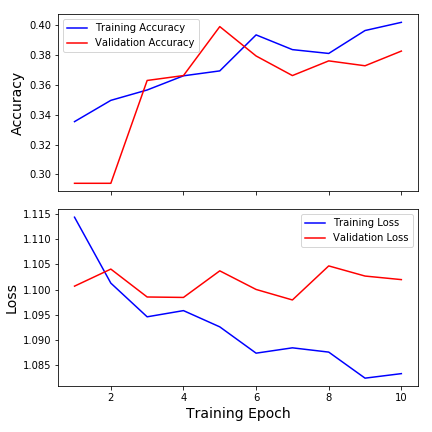 Training Accuracy
Validation Accuracy
Accuracy
0.40
0.38
0.36
0.34
0.32
0.30
Training Loss
Validation Loss
Loss
1.115
1.110
1.105
1.100
1.095
1.090
1.085
2 4 6 8 10
Training Epoch